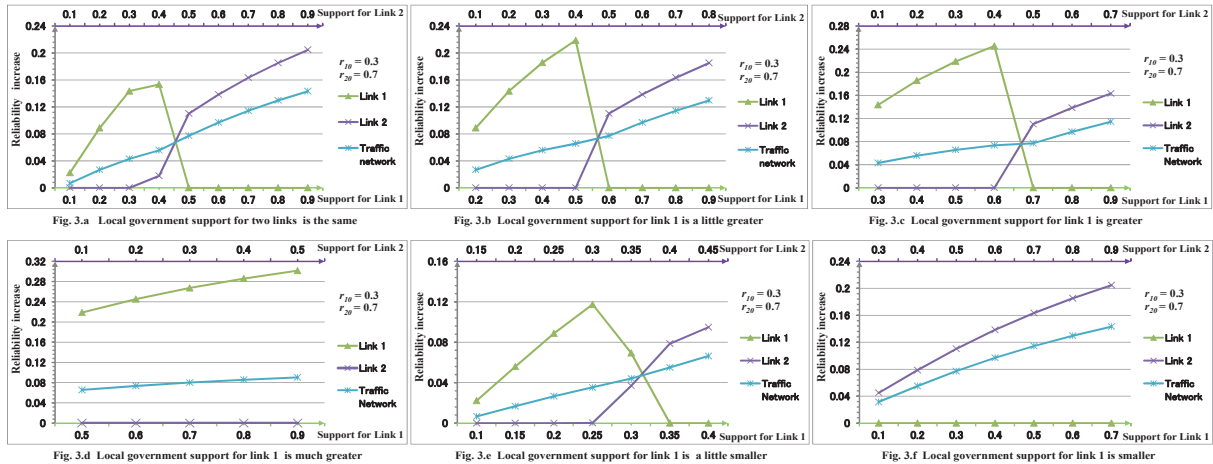 0.1 0.2 0.3 0.4 0.5 0.6 0.7 0.8 0.9 Support for Link 2
0.24
0.2
0.16
0.12
0.08
0.04
0
Reliability increase
r10 = 0.3
r20 = 0.7
Link 1
Link 2
Traffic
network
0.1 0.2 0.3 0.4 0.5 0.6 0.7 0.8 0.9 Support for Link 1
Fig. 3.a Local government support for two links is the same
0.1 0.2 0.3 0.4 0.5 0.6 0.7 0.8 Support for Link 2
0.24
0.2
0.16
0.12
0.08
0.04
0
Reliability increase
r10 = 0.3
r20 = 0.7
Link 1
Link 2
Traffic
network
0.2 0.3 0.4 0.5 0.6 0.7 0.8 0.9 Support for Link 1
Fig. 3.b Local government support for link 1 is a little greater
0.1 0.2 0.3 0.4 0.5 0.6 0.7 Support for Link 2
0.28
0.24
0.2
0.16
0.12
0.08
0.04
0
Reliability increase
r10 = 0.3
r20 = 0.7
Link 1
Link 2
Traffic
network
0.3 0.4 0.5 0.6 0.7 0.8 0.9 Support for Link 1
Fig. 3.c Local government support for link 1 is greater
0.1 0.2 0.3 0.4 0.5 Support for Link 2
0.32
0.28
0.24
0.2
0.16
0.12
0.08
0.04
0
Reliability increase
r10 = 0.3
r20 = 0.7
Link 1
Link 2
Traffic
Network
0.5 0.6 0.7 0.8 0.9 Support for Link 1
Fig. 3.d Local government support for link 1 is much greater
0.15 0.2 0.25 0.3 0.35 0.4 0.45 Support for Link 2
0.16
0.12
0.08
0.04
0
Reliability increase
r10 = 0.3
r20 = 0.7
Link 1
Link 2
Traffic
Network
0.1 0.15 0.2 0.25 0.3 0.35 0.4 Support for Link 1
Fig. 3.e Local government support for link 1 is a little smaller
0.3 0.4 0.5 0.6 0.7 0.8 0.9 Support for Link 2
0.24
0.2
0.16
0.12
0.08
0.04
0
Reliability increase
r10 = 0.3
r20 = 0.7
Link 1
Link 2
Traffic
Network
0.1 0.2 0.3 0.4 0.5 0.6 0.7 Support for Link 1
Fig. 3.f Local government support for link 1 is smaller